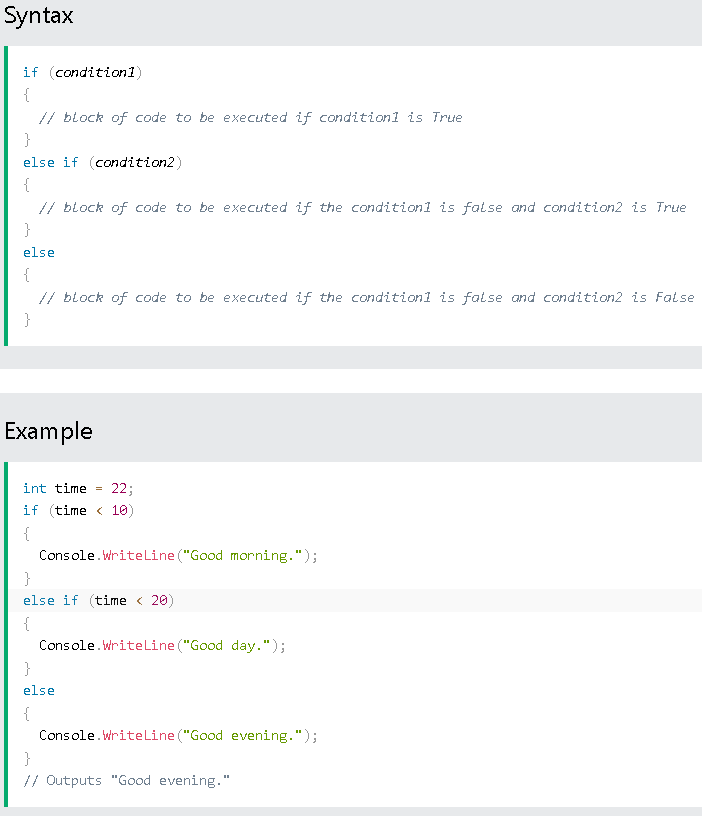 Syntax
if (condition1)
{
  // block of code to be executed if condition1 is True
}
else if (condition2)
{
  // block of code to be executed if the condition1 is false and condition2 is True
}
else
{
  // block of code to be executed if the condition1 is false and condition2 is False
}
Example
int time = 22;
if (time < 10)
{
  Console.WriteLine("Good morning.");
}
else if (time < 20)
{
  Console.WriteLine("Good day.");
}
else
{
  Console.WriteLine("Good evening.");
}
// Outputs "Good evening."